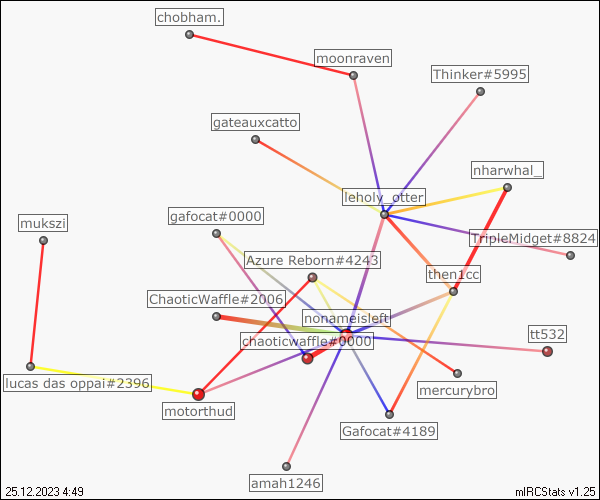 chobham.
moonraven
Thinker#5995
gateauxcatto
nharwhal_
leholy_otter
gafocat#0000
mukszi
TripleMidget#8824
Azure Reborn#4243
then1cc
ChaoticWaffle#2006
nonameisleft
tt532
chaoticwaffle#0000
lucas das oppai#2396
mercurybro
motorthud
Gafocat#4189
amah1246
25.12.2023 4:49
mIRCStats v1.25